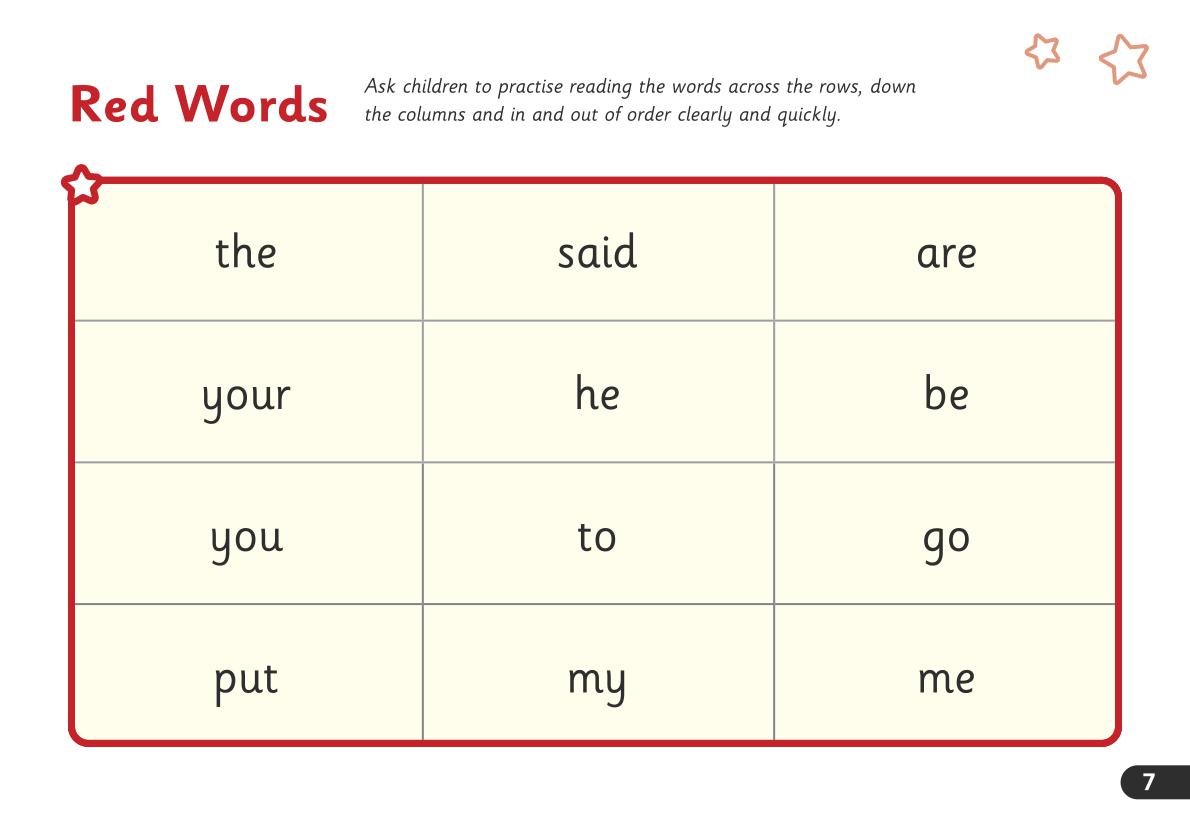 Red Words
Ask children to practise reading the words across the rows, down
the columns and in and out of order clearly and quickly.
the said are
your he be
you to go
put my me
7